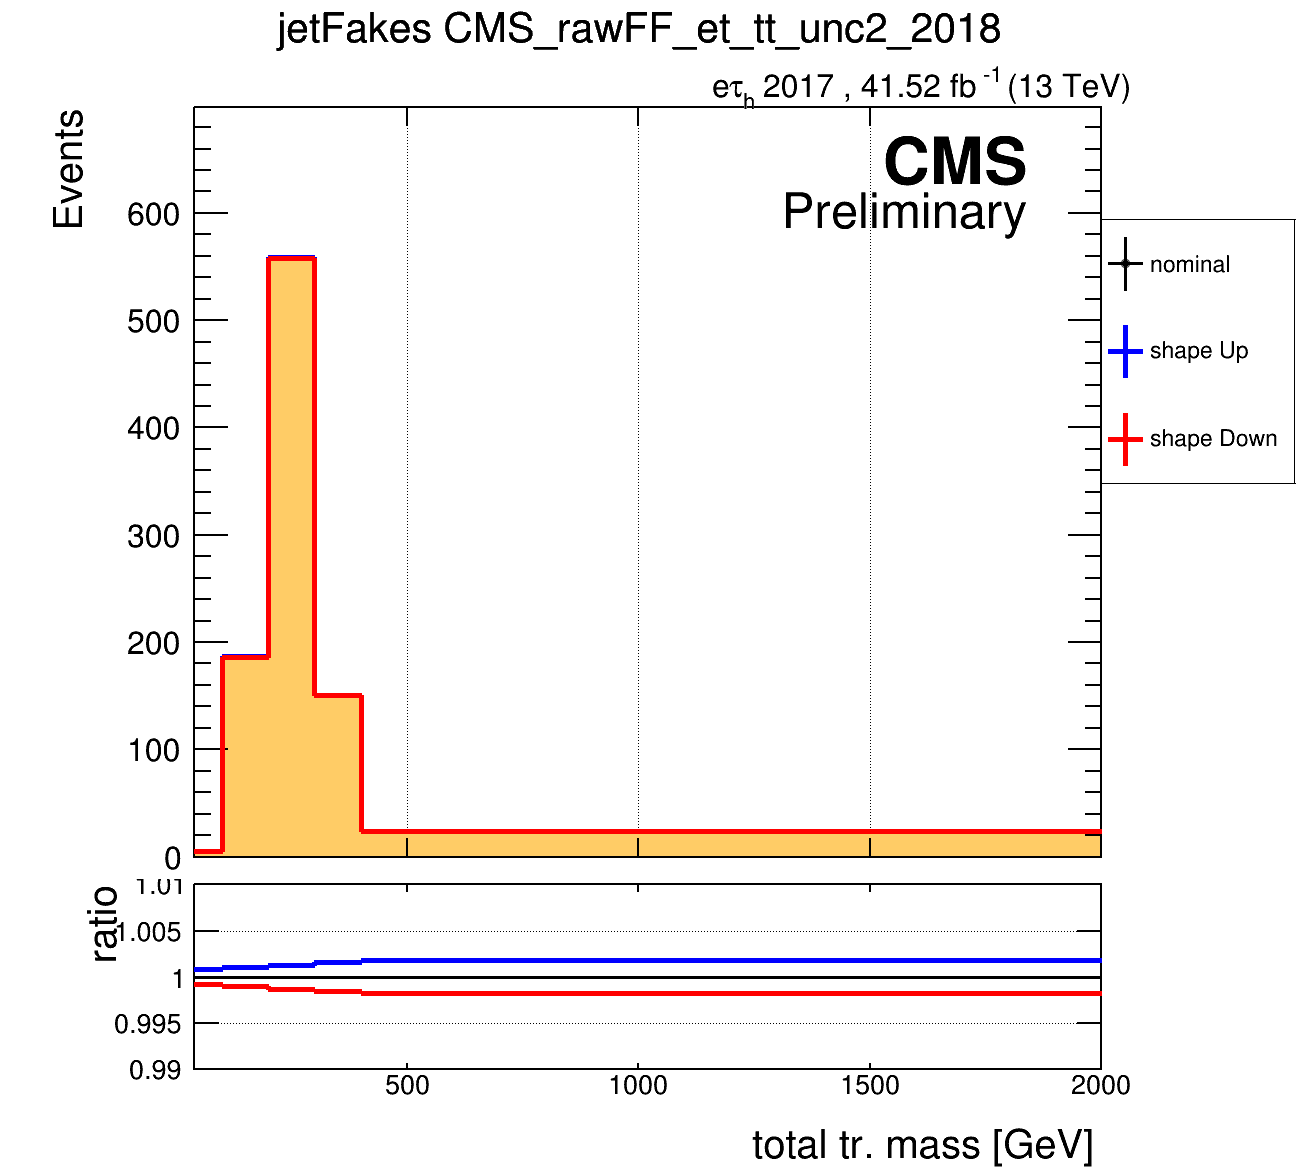 jetFakes CMS_rawFF_et_tt_unc2_2018
eτh 2017 , 41.52 fb -1 (13 TeV)
CMS
Preliminary
Events
600
500
400
300
200
100
0
nominal
shape Up
shape Down
ratio
1.01
1.005
1
0.995
0.99
500
1000
1500
2000
total tr. mass [GeV]